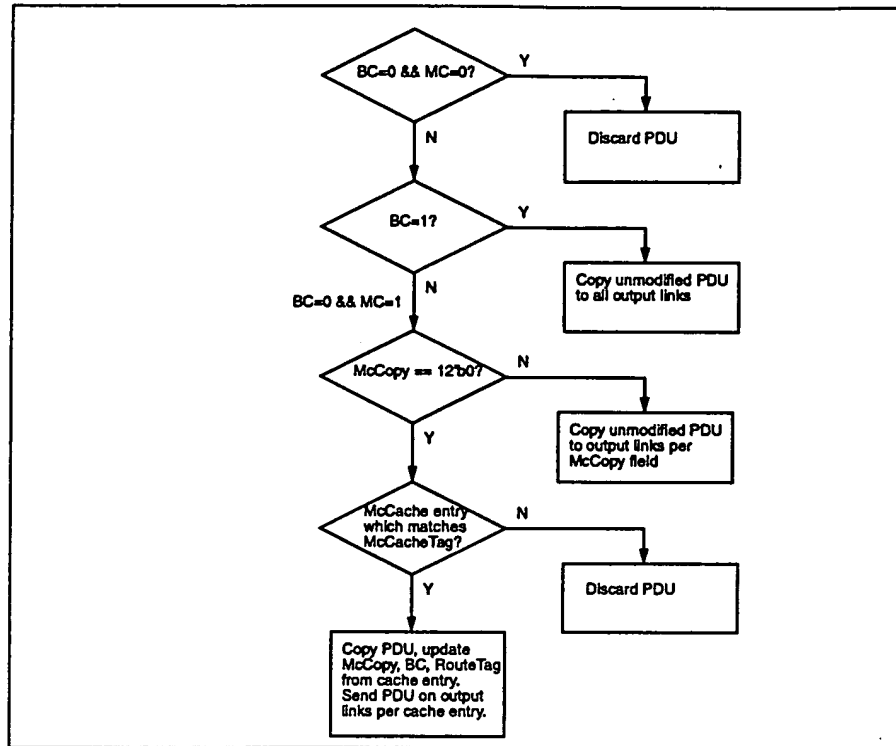 BC=0 && MC=0?
Y
Discard PDU
N
BC=1?
Y
Copy unmodified PDU
to all output links
BC=0 && MC=1
N
McCopy == 12'b0?
N
Copy unmodified PDU
to output links per
McCopy field
Y
McCache entry
which matches
McCacheTag?
N
Discard PDU
Y
Copy PDU, update
McCopy, BC, RouteTag
from cache entry.
Send PDU on output
links per cache entry.